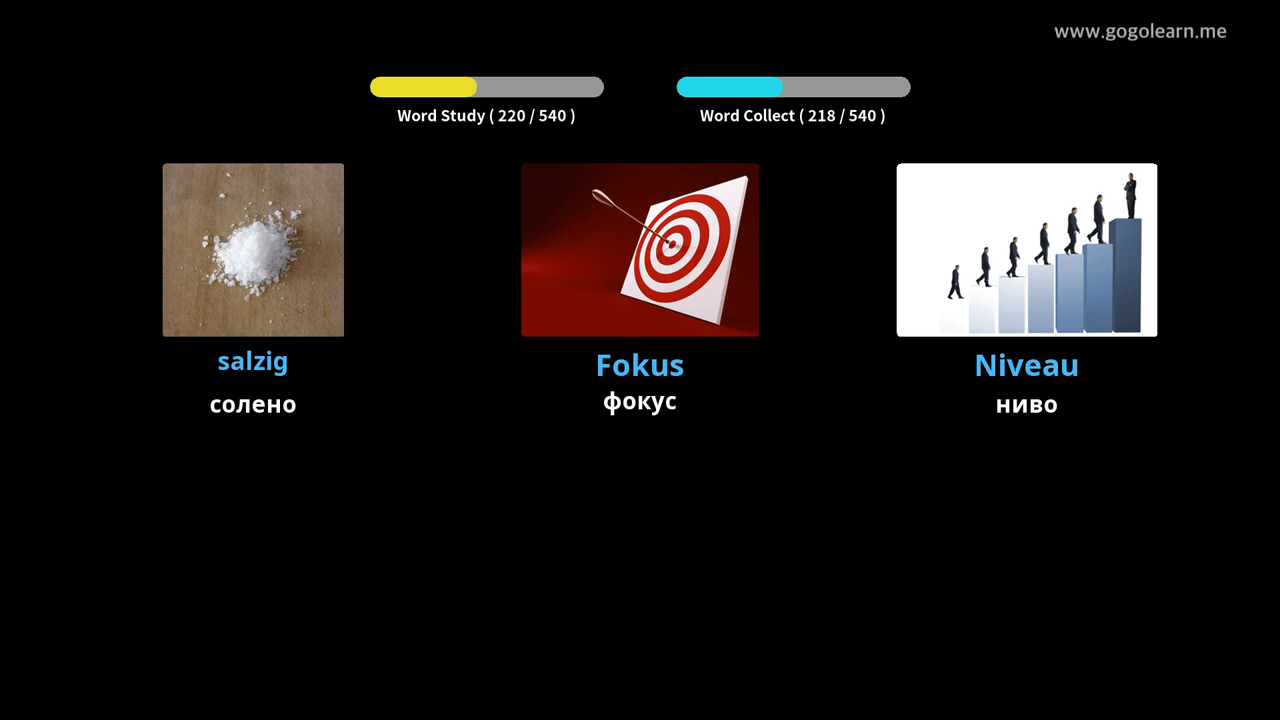 www.gogolearn.me
Word Study ( 220 / 540 )
Word Collect ( 218 / 540 )
salzig
Fokus
Niveau
солено
фокус
ниво